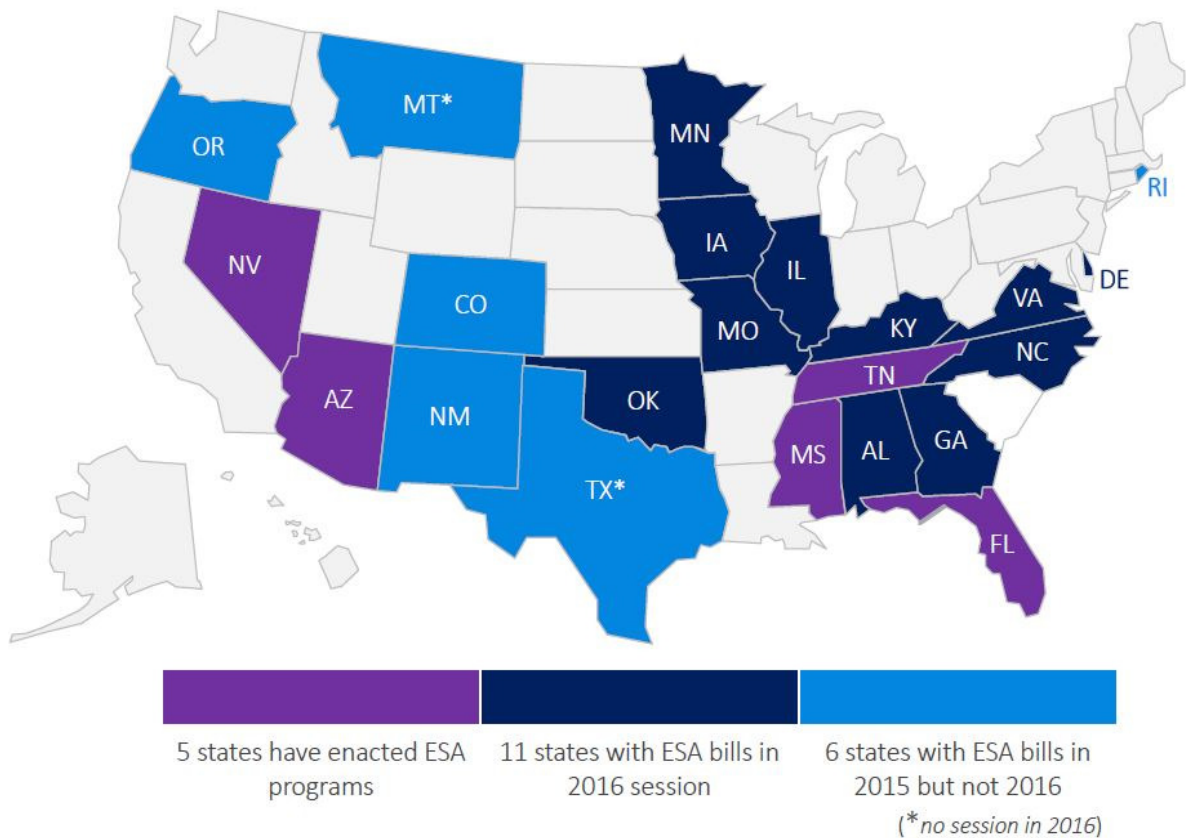 MT*
MN
OR
RI
IA
NV
IL
DE
CO
VA
MO
KY
NC
TN
AZ
OK
NM
MS
AL
GA
TX*
FL
5 states have enacted ESA
programs
11 states with ESA bills in
2016 session
6 states with ESA bills in
2015 but not 2016
(*no session in 2016)